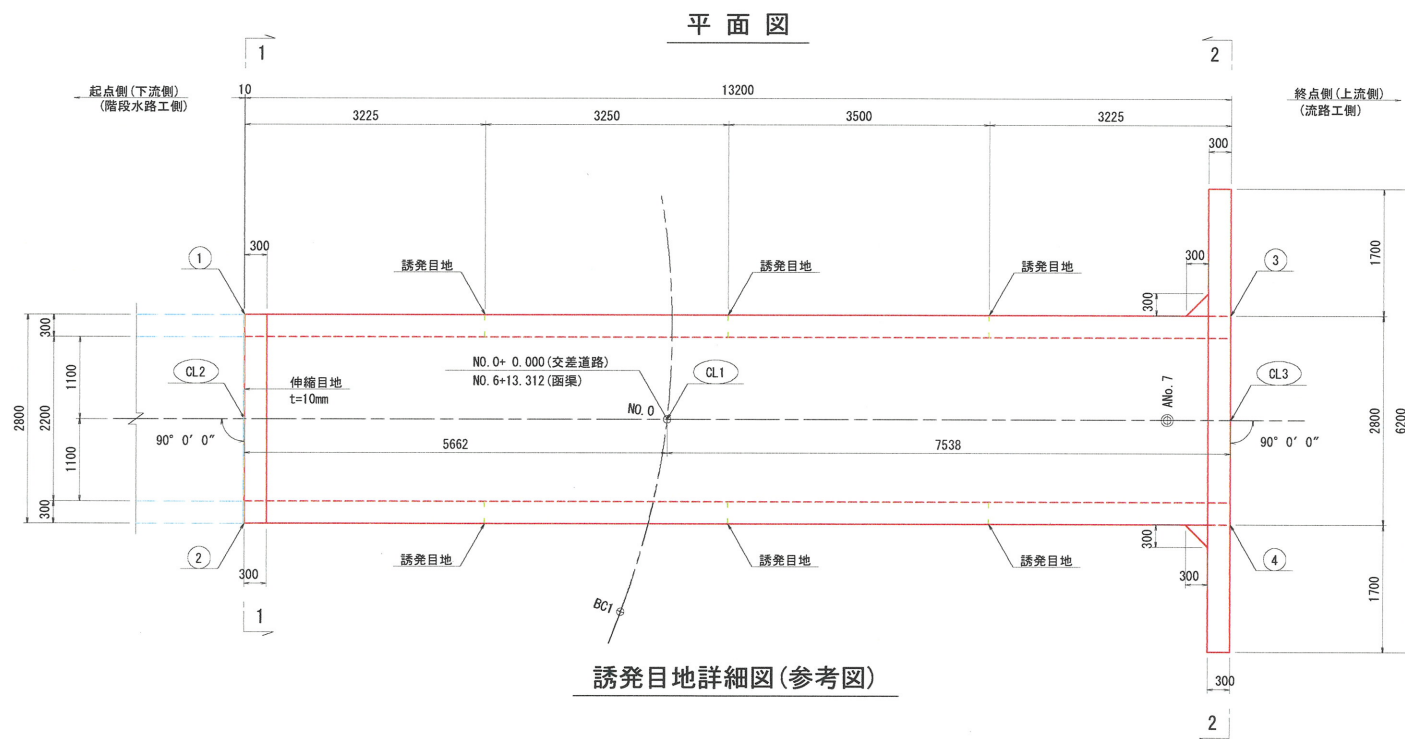 平面図
1
2
起点側(下流側)
(階段水路工側)
10
13200
終点側(上流側)
(流路工側)
3225
3250
3500
3225
300
300
1
誘発目地
誘発目地
誘発目地
300
3
1700
300
300
1100
2200
2800
1100
300
CL2
伸縮目地
t=10mm
NO.0+ 0.000(交差道路)
NO.6+13.312(函渠)
CL1
NO.0
ANo.7
CL3
90° 0′ 0″
90° 0′ 0″
5662
7538
2800
6200
2
誘発目地
誘発目地
誘発目地
300
300
4
1700
300
1
BC1
誘発目地詳細図(参考図)
300
2